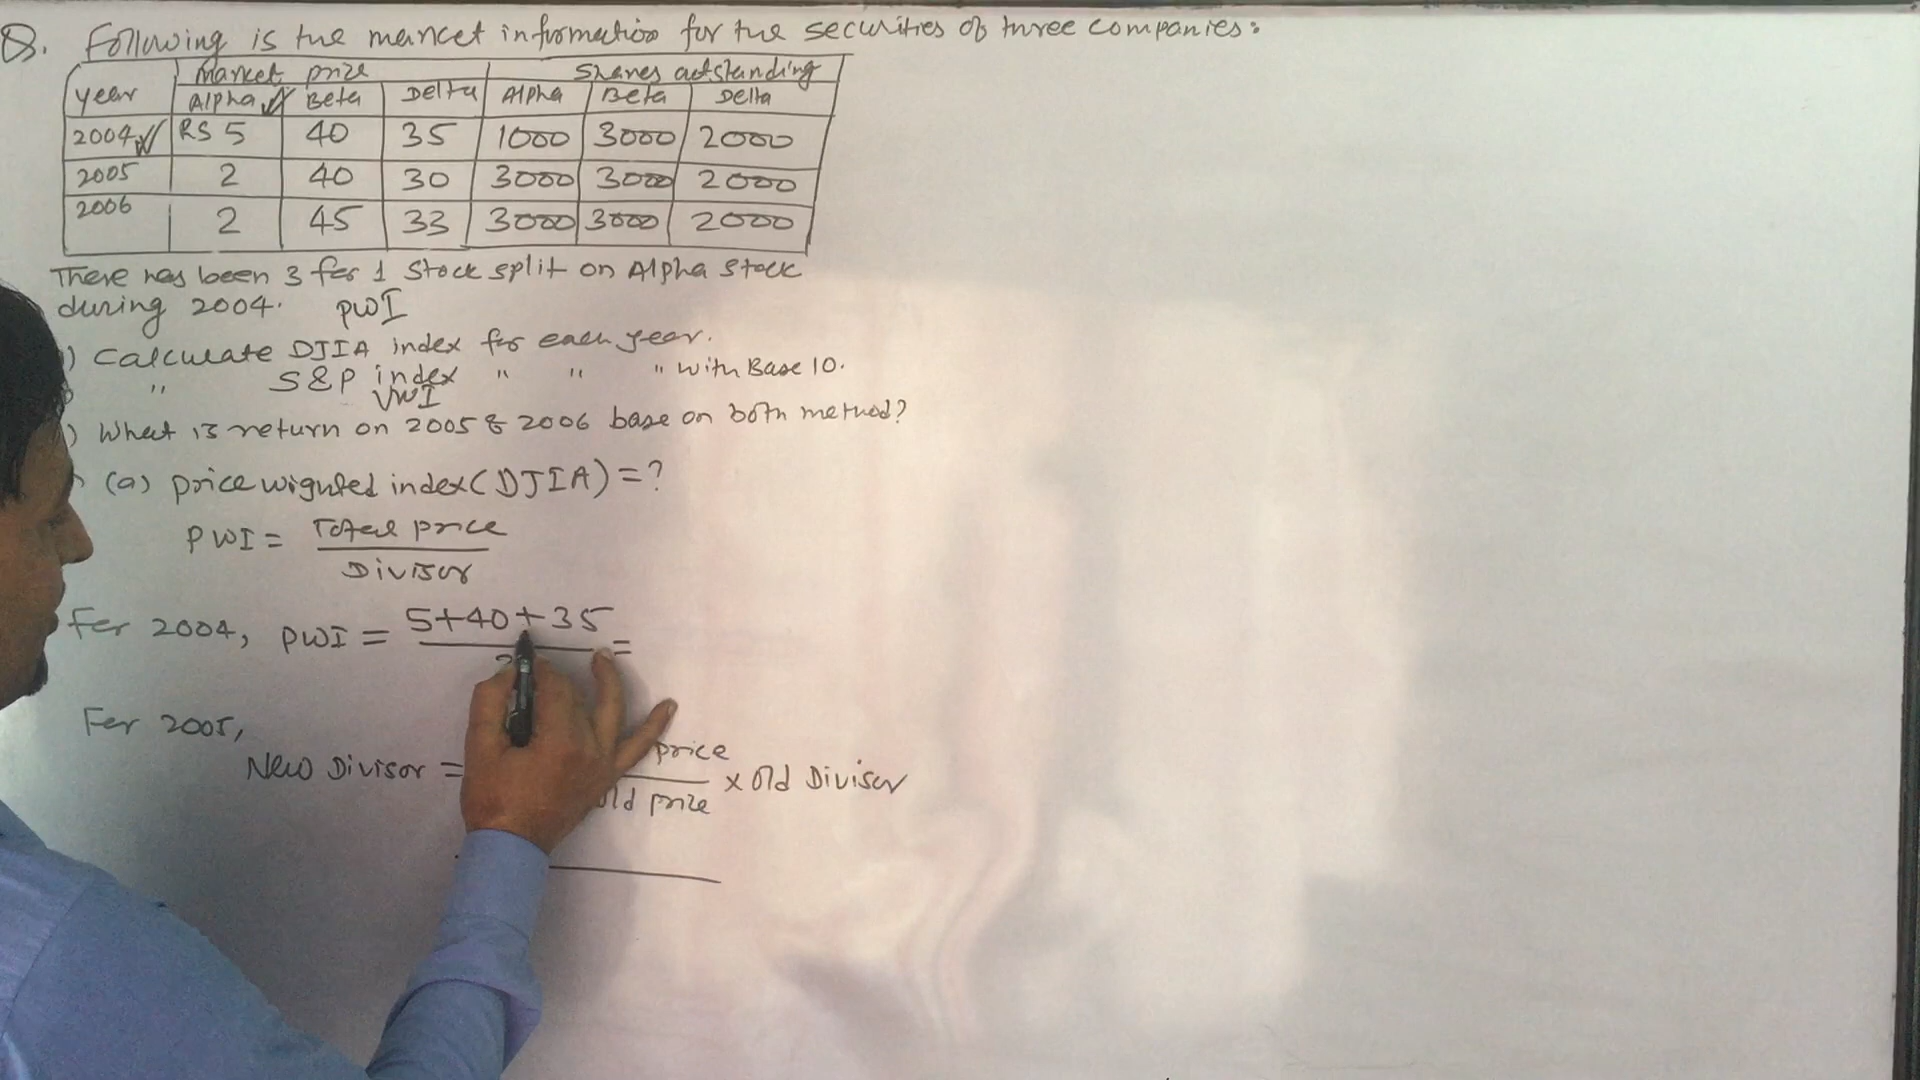 Q. Following is the market information for the securities of three companies:
year Market price Shares outstanding
Alpha Beta Delta Alpha Beta Delta
2004 RS 5 40 35 1000 3000 2000
2005 2 40 30 3000 3000 2000
2006 2 45 33 3000 3000 2000
There has been 3 for 1 Stock split on Alpha Stock
during 2004. PWI
) Calculate DJIA index for each year.
" S&P index " " " with Base 10.
VWI
) What is return on 2005 & 2006 base on both method?
(a) price wighted index (DJIA) = ?
PWI = Total price / Divisor
For 2004, PWI = 5+40+35 / =
For 2005,
New Divisor = price / old price × old Divisor